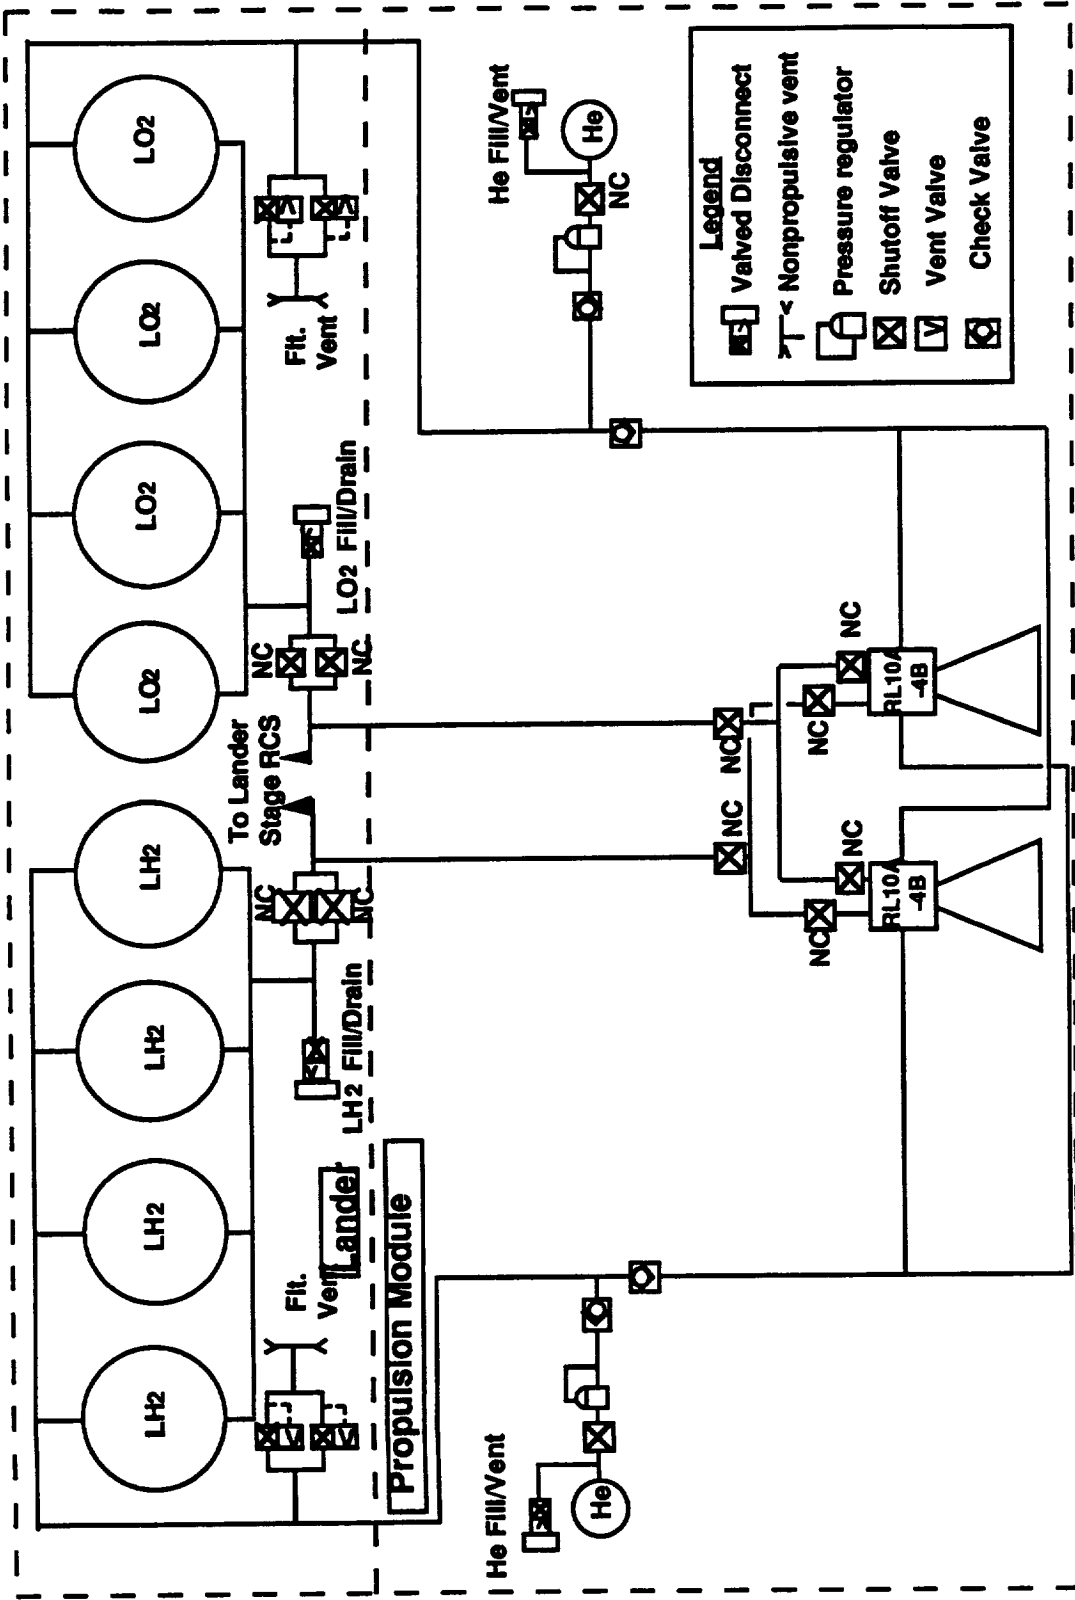 LH2
LH2
LH2
LH2
LO2
LO2
LO2
LO2
Flt.
Vent
Lander
LH2 Fill/Drain
NC
NC
To Lander
Stage RCS
NC
NC
LO2 Fill/Drain
Flt.
Vent
Propulsion Module
He Fill/Vent
He
He Fill/Vent
He
NC
NC
NC
NC
NC
NC
NC
RL10A
-4B
RL10A
-4B
Legend
Valved Disconnect
Nonpropulsive vent
Pressure regulator
Shutoff Valve
V Vent Valve
Check Valve